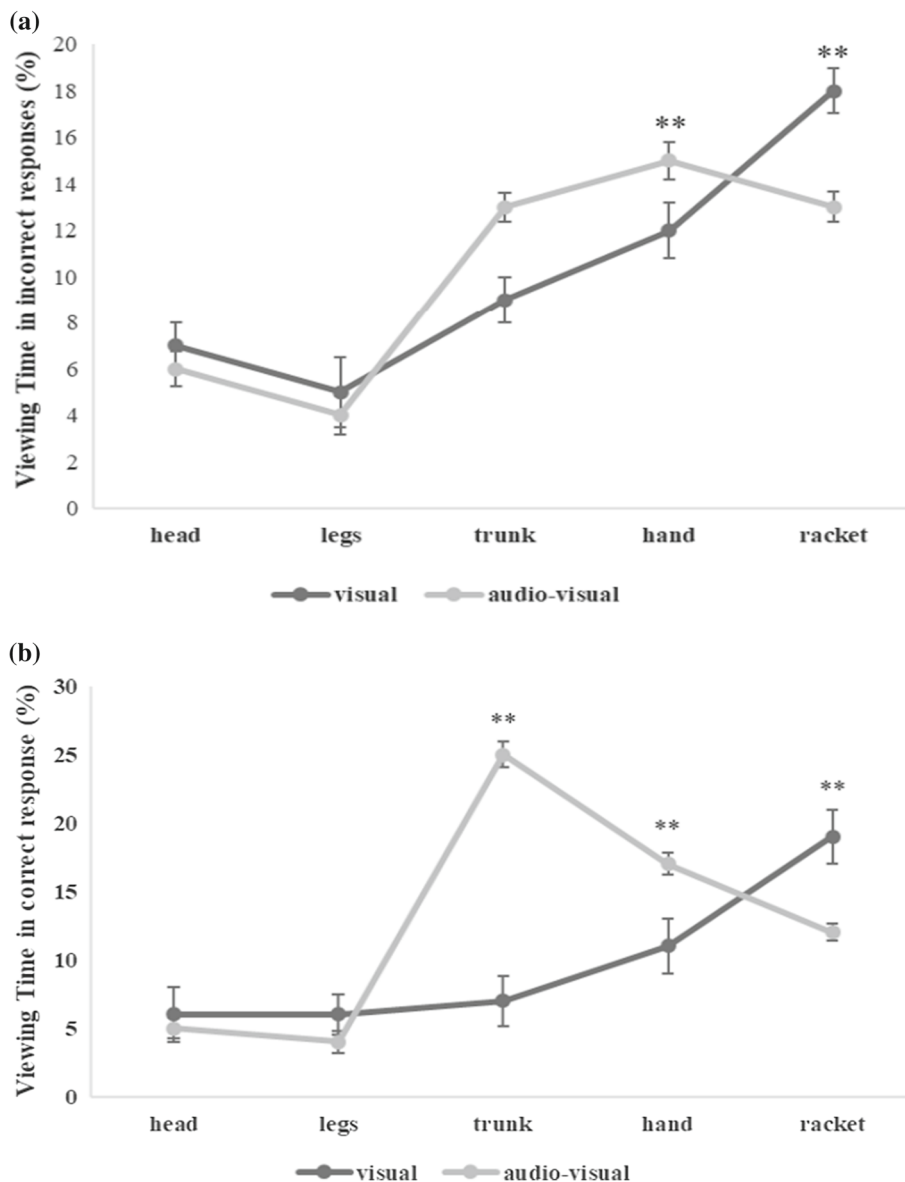 (a)
Viewing Time in incorrect responses (%)
20
18
16
14
12
10
8
6
4
2
0
**
**
head legs trunk hand racket
visual audio-visual
(b)
Viewing Time in correct response (%)
30
25
20
15
10
5
0
**
**
**
head legs trunk hand racket
visual audio-visual